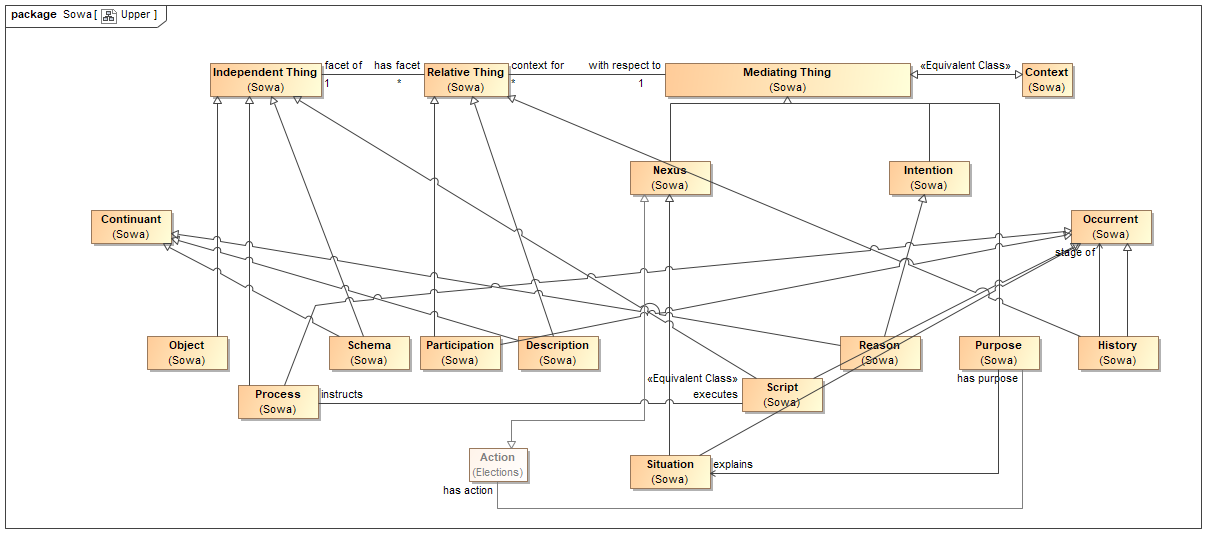 package Sowa [ Upper ]
Independent Thing
(Sowa)
facet of
1
has facet
*
Relative Thing
(Sowa)
context for
*
with respect to
1
Mediating Thing
(Sowa)
«Equivalent Class»
Context
(Sowa)
Nexus
(Sowa)
Intention
(Sowa)
Continuant
(Sowa)
Occurrent
(Sowa)
stage of
Object
(Sowa)
Schema
(Sowa)
Participation
(Sowa)
Description
(Sowa)
Reason
(Sowa)
Purpose
(Sowa)
has purpose
History
(Sowa)
Process
(Sowa)
instructs
«Equivalent Class»
executes
Script
(Sowa)
Action
(Elections)
has action
Situation
(Sowa)
explains